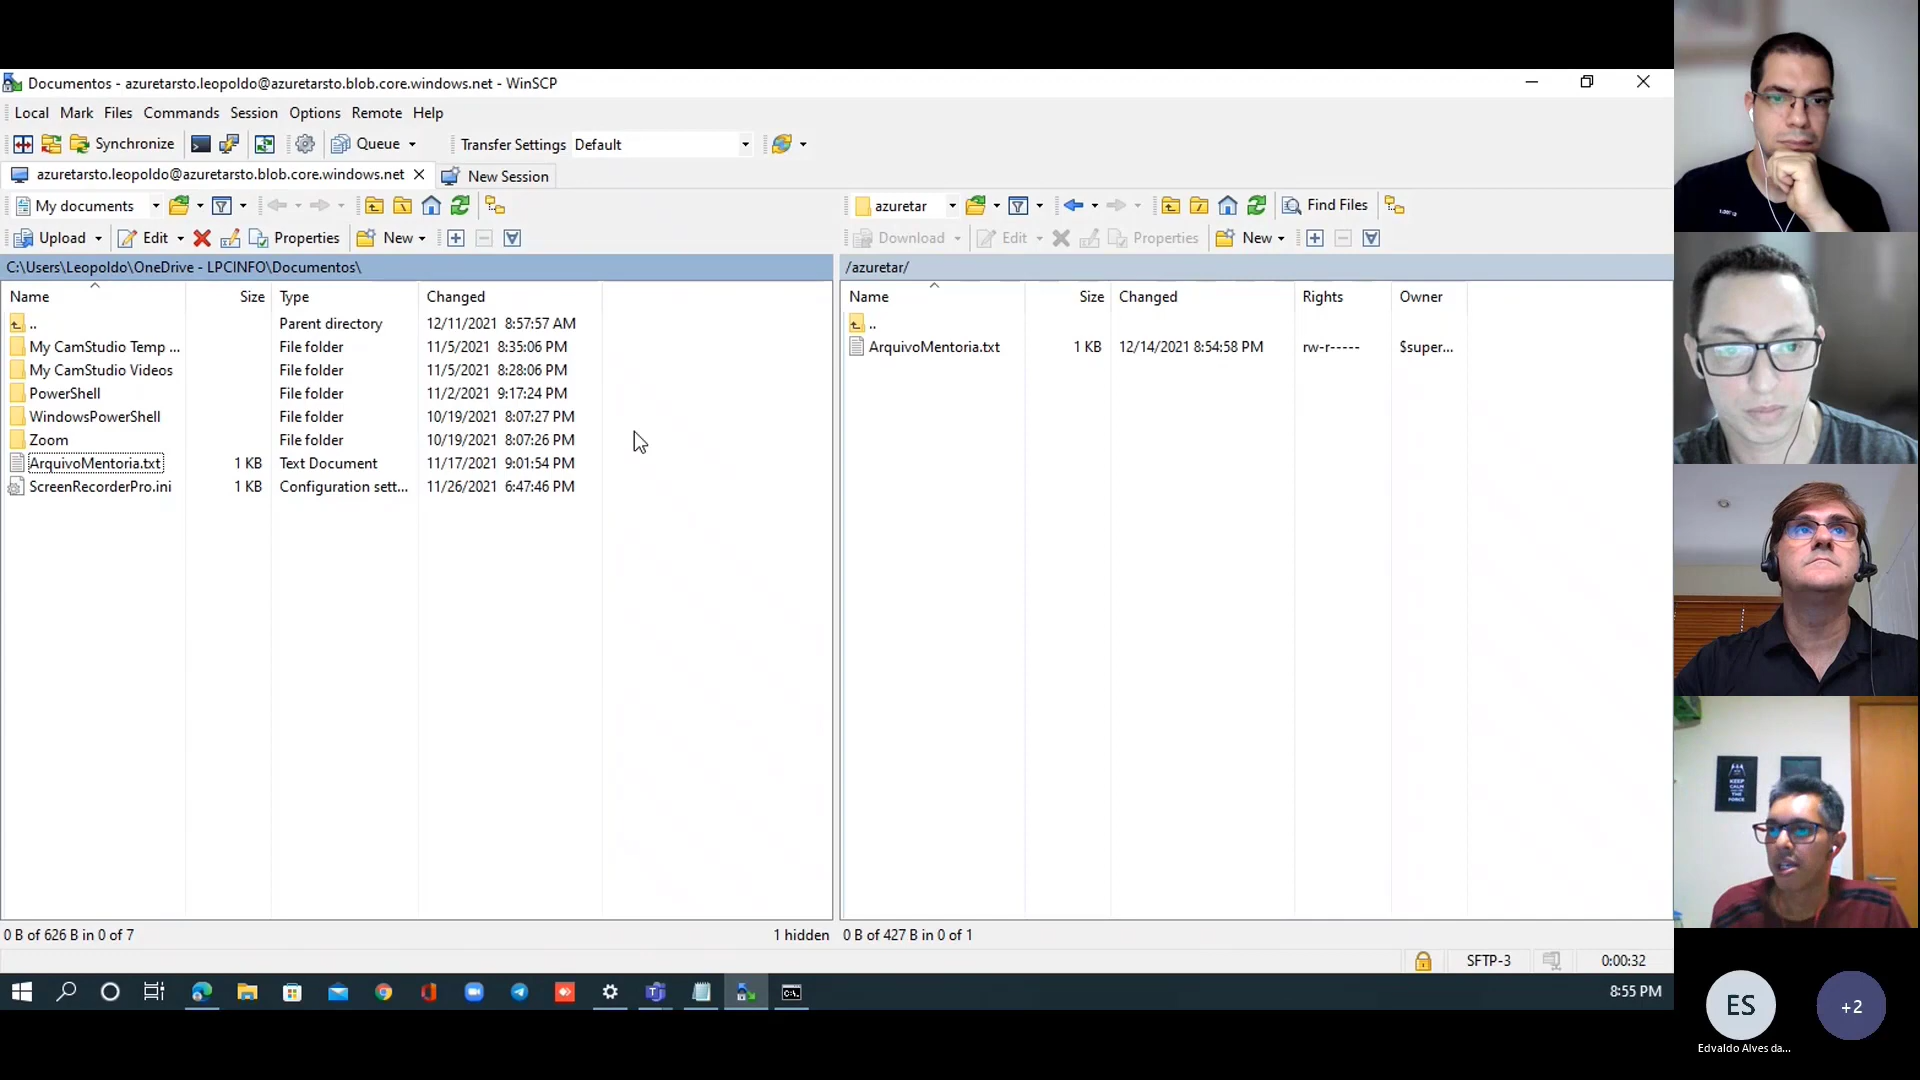 Documentos - azuretarsto.leopoldo@azuretarsto.blob.core.windows.net - WinSCP
Local Mark Files Commands Session Options Remote Help
Synchronize Queue Transfer Settings Default
azuretarsto.leopoldo@azuretarsto.blob.core.windows.net New Session
My documents azuretar Find Files
Upload Edit Properties New Download Edit Properties New
C:\Users\Leopoldo\OneDrive - LPCINFO\Documentos\ /azuretar/
Name Size Type Changed Name Size Changed Rights Owner
.. Parent directory 12/11/2021 8:57:57 AM ..
My CamStudio Temp ... File folder 11/5/2021 8:35:06 PM ArquivoMentoria.txt 1 KB 12/14/2021 8:54:58 PM rw-r----- $super...
My CamStudio Videos File folder 11/5/2021 8:28:06 PM
PowerShell File folder 11/2/2021 9:17:24 PM
WindowsPowerShell File folder 10/19/2021 8:07:27 PM
Zoom File folder 10/19/2021 8:07:26 PM
ArquivoMentoria.txt 1 KB Text Document 11/17/2021 9:01:54 PM
ScreenRecorderPro.ini 1 KB Configuration sett... 11/26/2021 6:47:46 PM
0 B of 626 B in 0 of 7 1 hidden 0 B of 427 B in 0 of 1
SFTP-3 0:00:32
8:55 PM
KEEP
CALM
THE
FORCE
ES +2
Edvaldo Alves da...